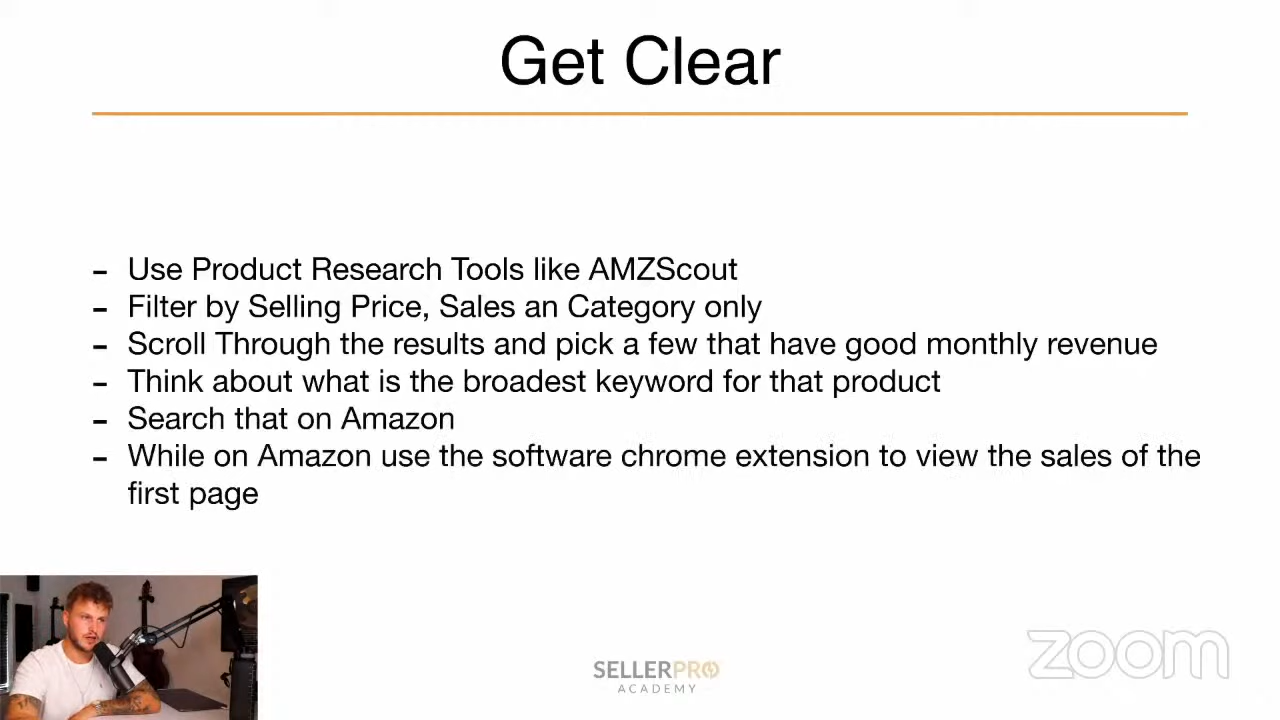 Get Clear
- Use Product Research Tools like AMZScout
- Filter by Selling Price, Sales an Category only
- Scroll Through the results and pick a few that have good monthly revenue
- Think about what is the broadest keyword for that product
- Search that on Amazon
- While on Amazon use the software chrome extension to view the sales of the
first page
SELLERPRO
ACADEMY
zoom